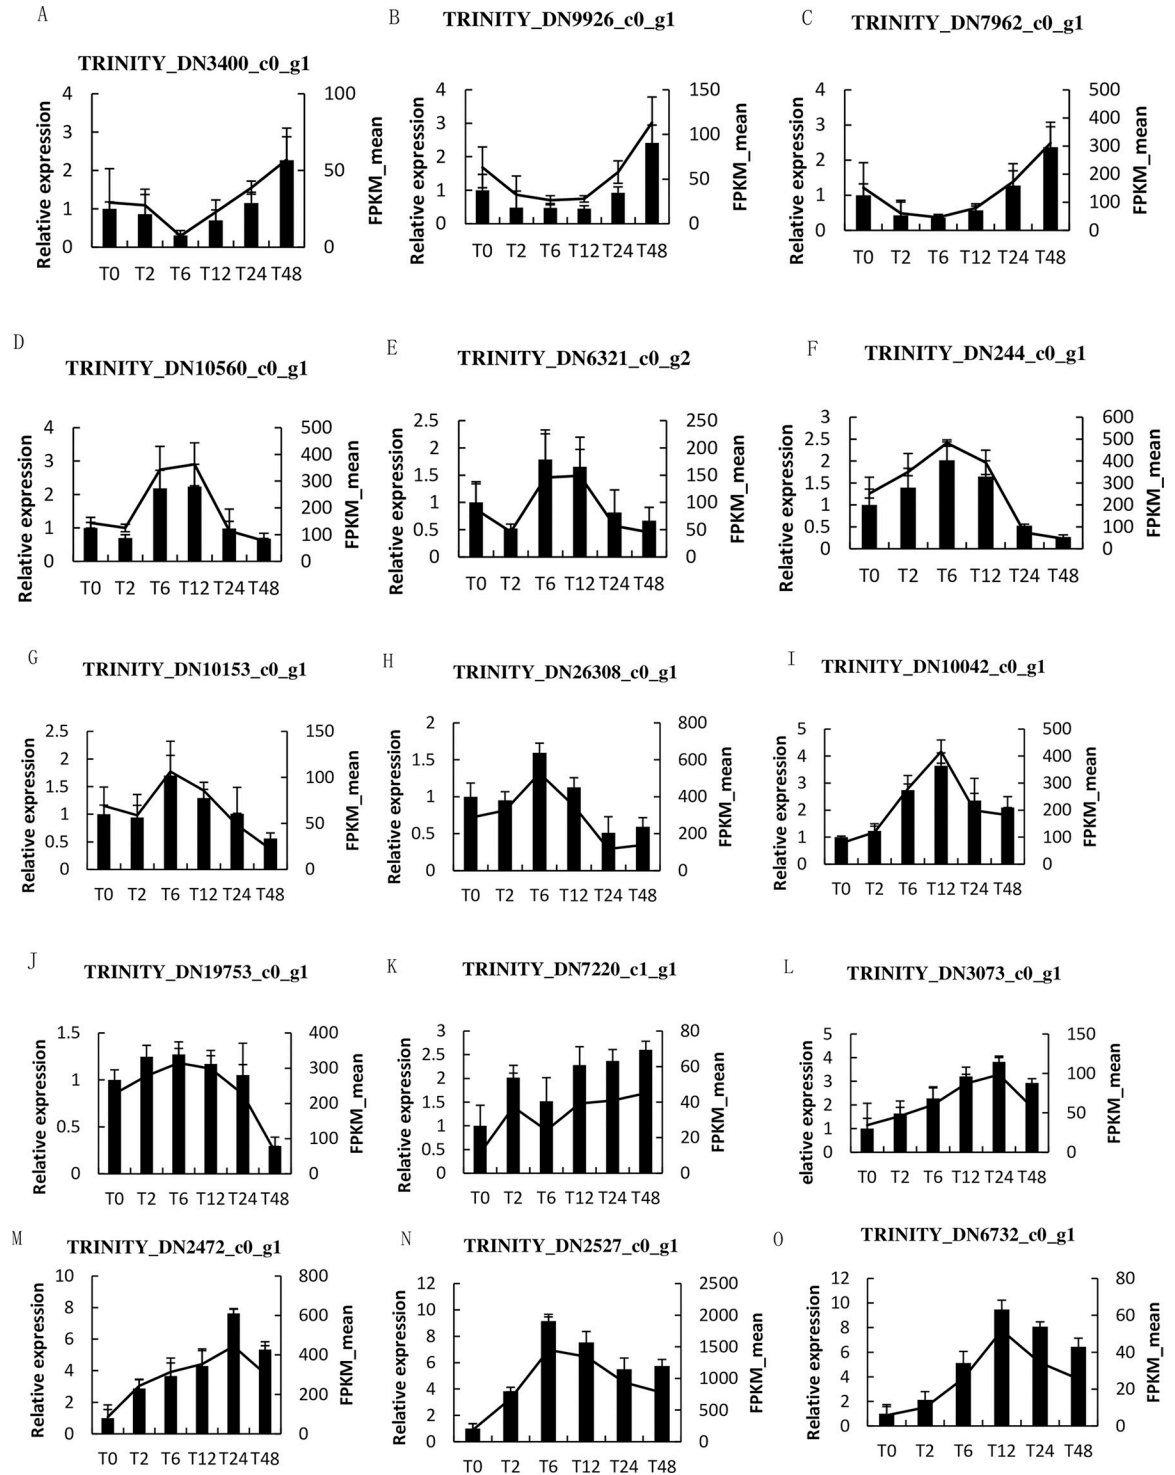 A
TRINITY_DN3400_c0_g1
Relative expression
4
3
2
1
0
100
50
0
FPKM_mean
T0 T2 T6 T12 T24 T48
B
TRINITY_DN9926_c0_g1
Relative expression
4
3
2
1
0
150
100
50
0
FPKM_mean
T0 T2 T6 T12 T24 T48
C
TRINITY_DN7962_c0_g1
Relative expression
4
3
2
1
0
500
400
300
200
100
0
FPKM_mean
T0 T2 T6 T12 T24 T48
D
TRINITY_DN10560_c0_g1
Relative expression
4
3
2
1
0
500
400
300
200
100
0
FPKM_mean
T0 T2 T6 T12 T24 T48
E
TRINITY_DN6321_c0_g2
Relative expression
2.5
2
1.5
1
0.5
0
250
200
150
100
50
0
FPKM_mean
T0 T2 T6 T12 T24 T48
F
TRINITY_DN244_c0_g1
Relative expression
3
2.5
2
1.5
1
0.5
0
600
500
400
300
200
100
0
FPKM_mean
T0 T2 T6 T12 T24 T48
G
TRINITY_DN10153_c0_g1
Relative expression
2.5
2
1.5
1
0.5
0
150
100
50
0
FPKM_mean
T0 T2 T6 T12 T24 T48
H
TRINITY_DN26308_c0_g1
Relative expression
2
1.5
1
0.5
0
800
600
400
200
0
FPKM_mean
T0 T2 T6 T12 T24 T48
I
TRINITY_DN10042_c0_g1
Relative expression
5
4
3
2
1
0
500
400
300
200
100
0
FPKM_mean
T0 T2 T6 T12 T24 T48
J
TRINITY_DN19753_c0_g1
Relative expression
1.5
1
0.5
0
400
300
200
100
0
FPKM_mean
T0 T2 T6 T12 T24 T48
K
TRINITY_DN7220_c1_g1
Relative expression
3
2.5
2
1.5
1
0.5
0
80
60
40
20
0
FPKM_mean
T0 T2 T6 T12 T24 T48
L
TRINITY_DN3073_c0_g1
elative expression
5
4
3
2
1
0
150
100
50
0
FPKM_mean
T0 T2 T6 T12 T24 T48
M
TRINITY_DN2472_c0_g1
Relative expression
10
8
6
4
2
0
800
600
400
200
0
FPKM_mean
T0 T2 T6 T12 T24 T48
N
TRINITY_DN2527_c0_g1
Relative expression
12
10
8
6
4
2
0
2500
2000
1500
1000
500
0
FPKM_mean
T0 T2 T6 T12 T24 T48
O
TRINITY_DN6732_c0_g1
Relative expression
12
10
8
6
4
2
0
80
60
40
20
0
FPKM_mean
T0 T2 T6 T12 T24 T48